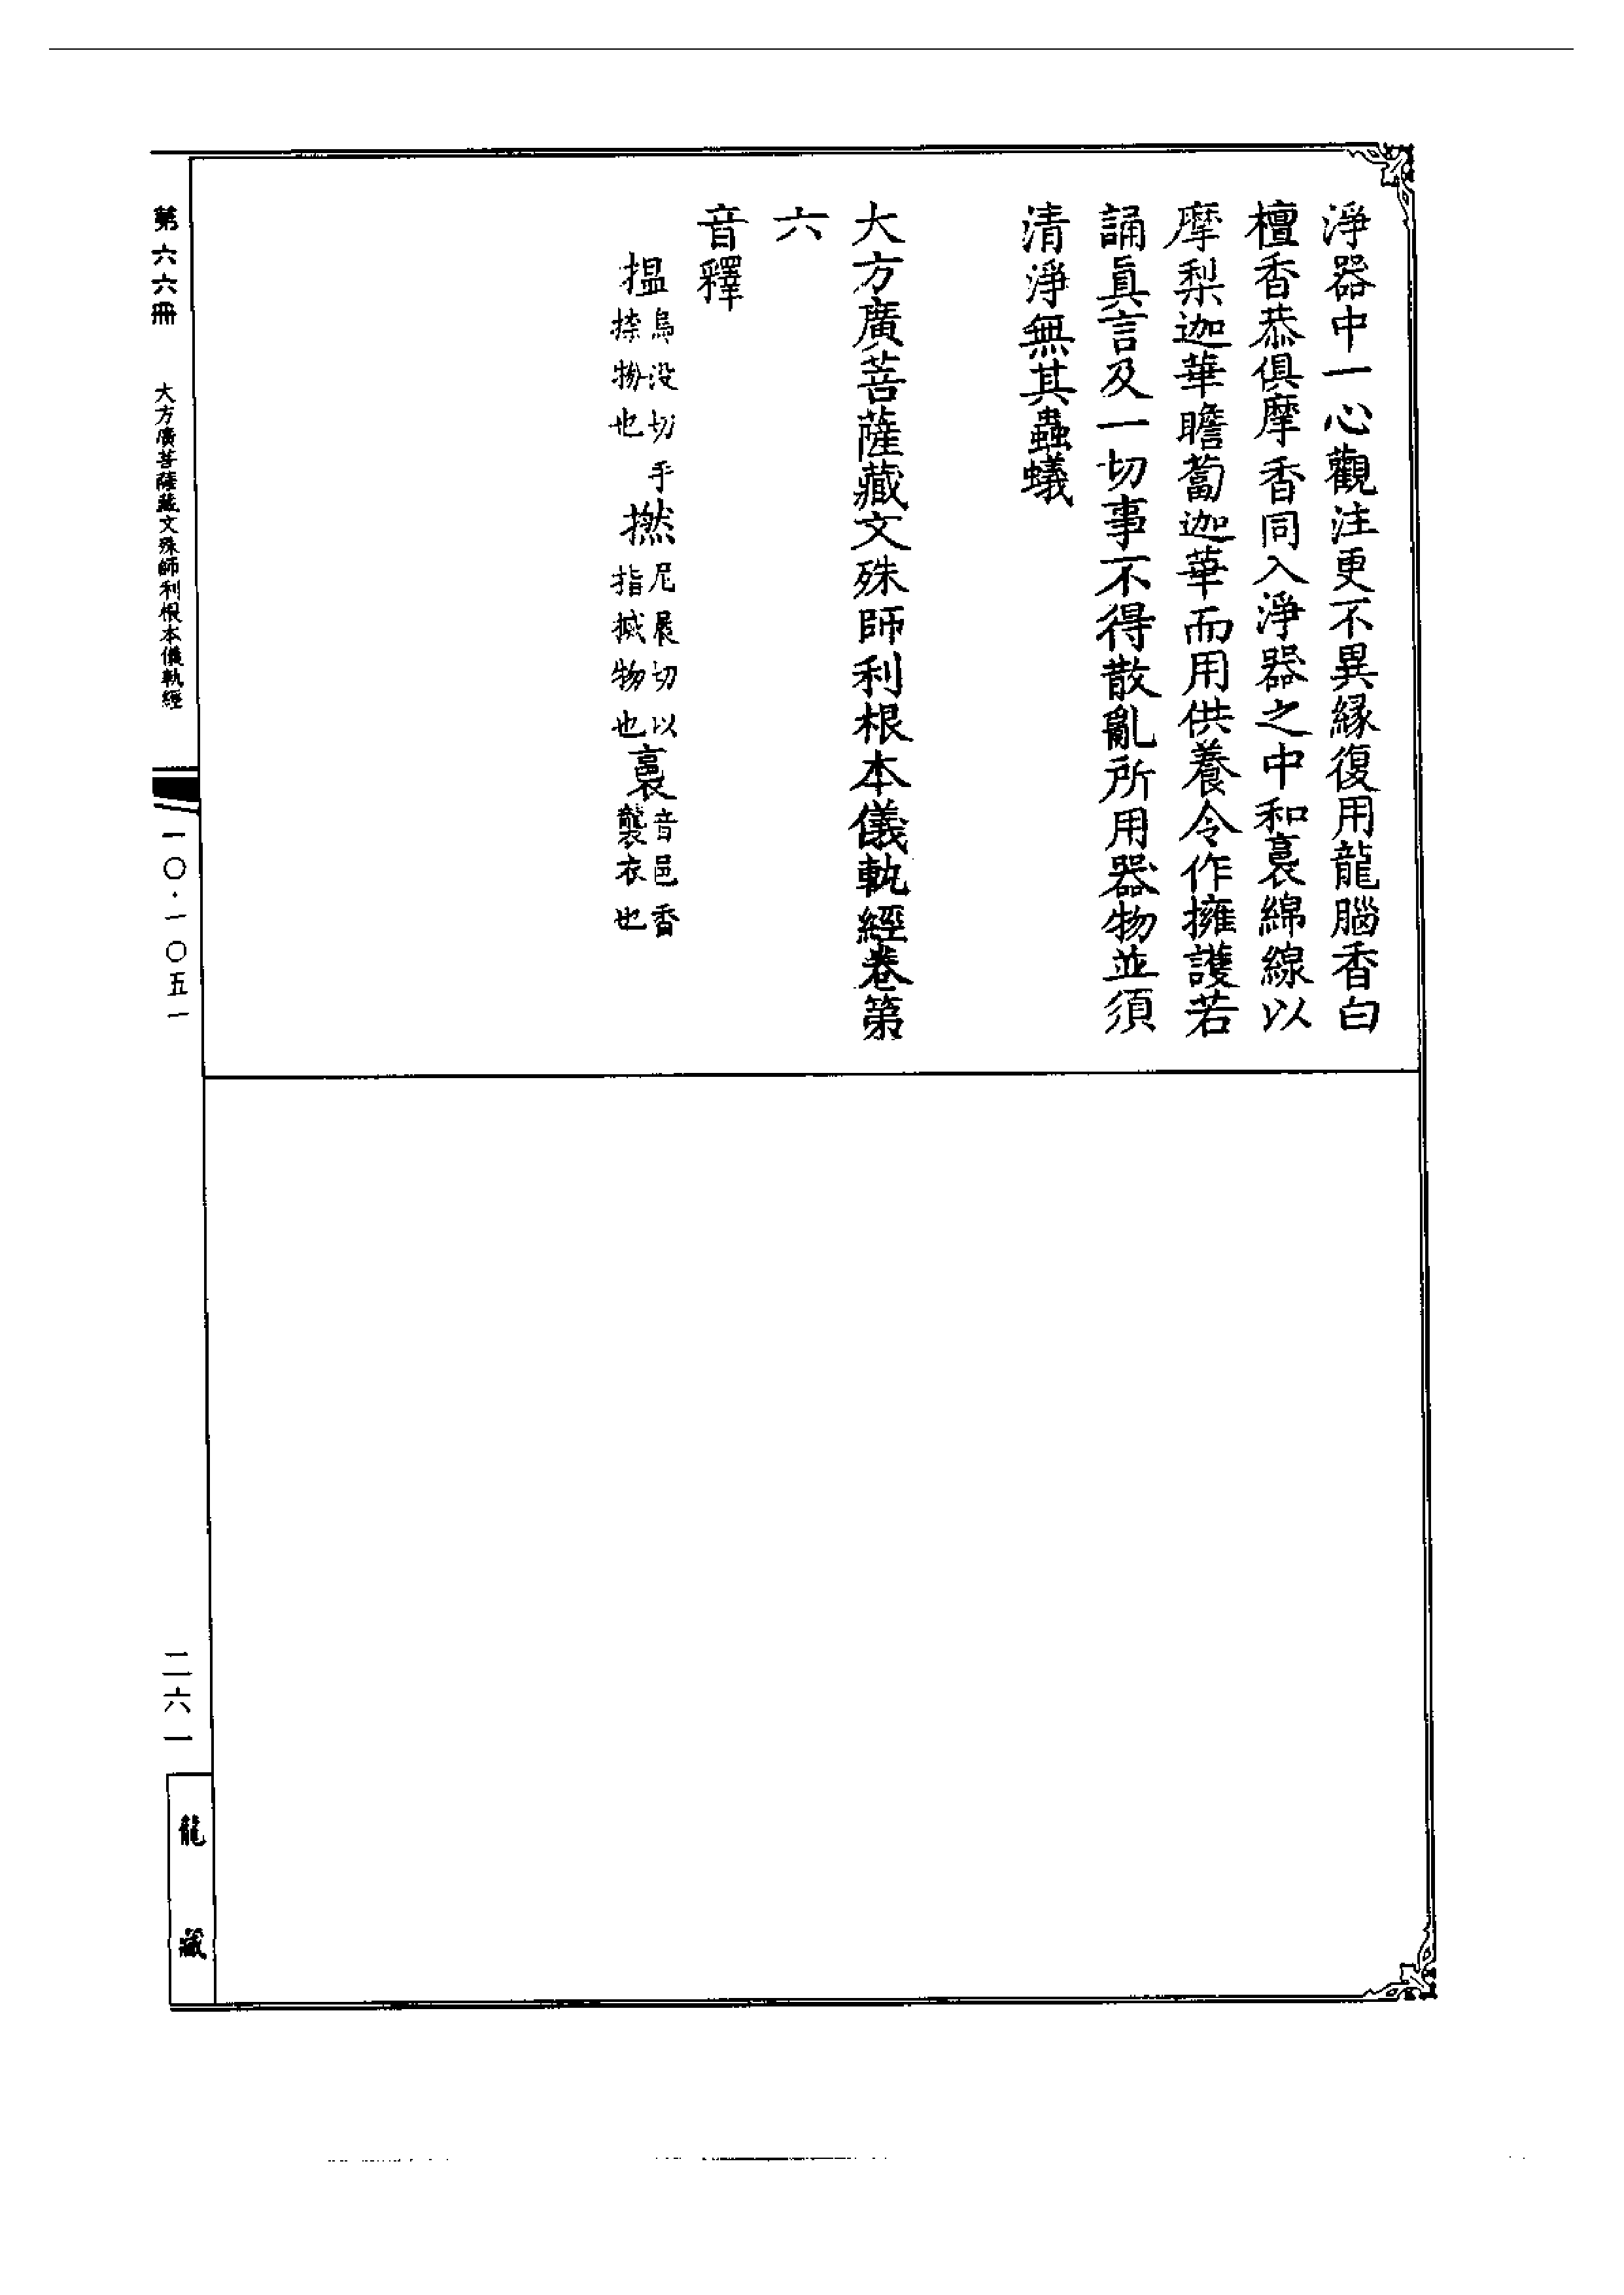 淨器中一心觀注更不異縁復用龍腦香白
檀香恭俱摩香同入淨器之中和裛綿線以
摩梨迦華瞻蔔迦華而用供養令作擁護若
誦眞言及一切事不得散亂所用器物並須
清淨無其蟲蟻
大方廣菩薩藏文殊師利根本儀軌經卷第
六
音釋
揾烏沒切手捺物也撚尼展切以指搣物也裛音邑香襲衣也
第六六冊
大方廣菩薩藏文殊師利根本儀軌經
一〇·一〇五一
二六一
龍藏